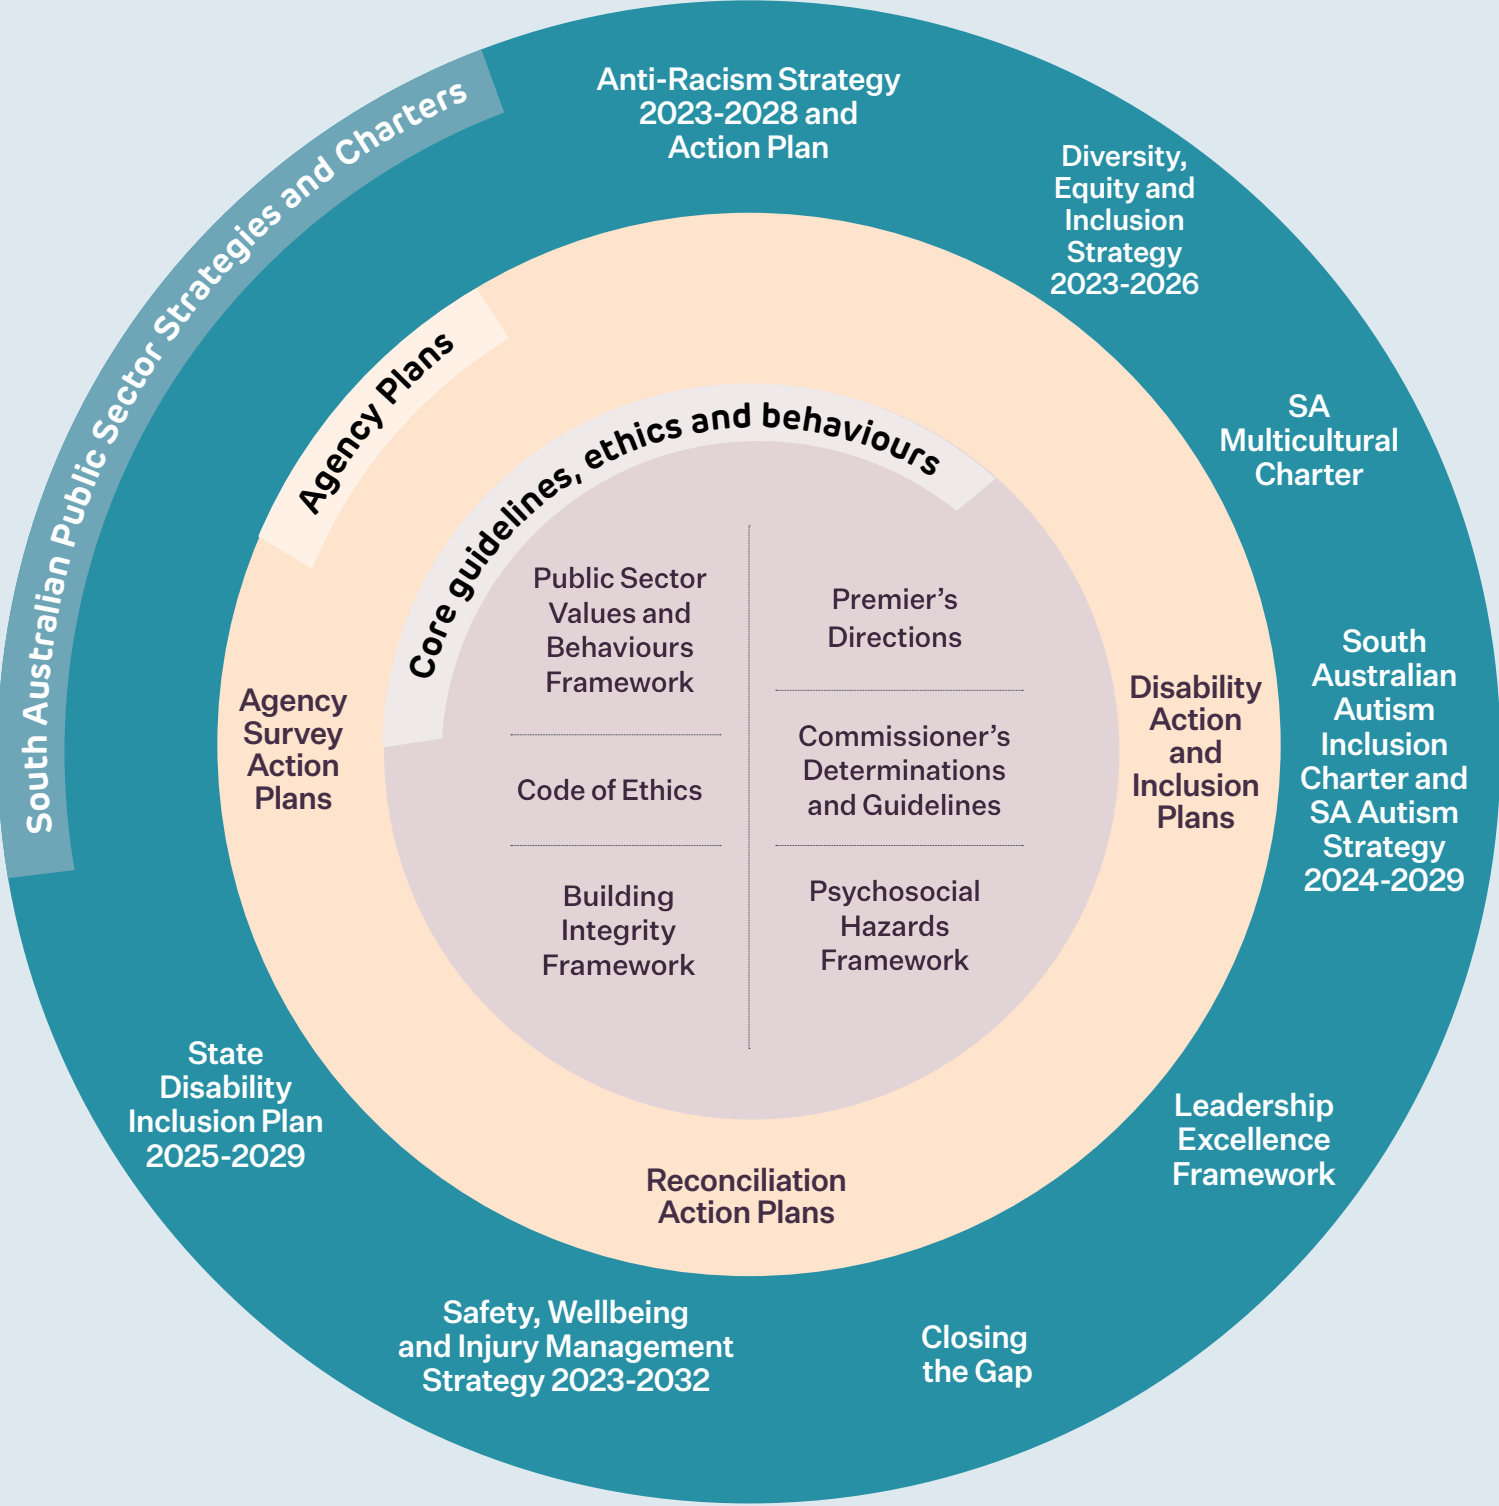 South Australian Public Sector Strategies and Charters
Anti-Racism Strategy
2023-2028 and
Action Plan
Diversity,
Equity and
Inclusion
Strategy
2023-2026
SA
Multicultural
Charter
South
Australian
Autism
Inclusion
Charter and
SA Autism
Strategy
2024-2029
Leadership
Excellence
Framework
Closing
the Gap
Safety, Wellbeing
and Injury Management
Strategy 2023-2032
State
Disability
Inclusion Plan
2025-2029
Agency Plans
Agency
Survey
Action
Plans
Disability
Action
and
Inclusion
Plans
Reconciliation
Action Plans
Core guidelines, ethics and behaviours
Public Sector
Values and
Behaviours
Framework
Code of Ethics
Building
Integrity
Framework
Premier’s
Directions
Commissioner’s
Determinations
and Guidelines
Psychosocial
Hazards
Framework